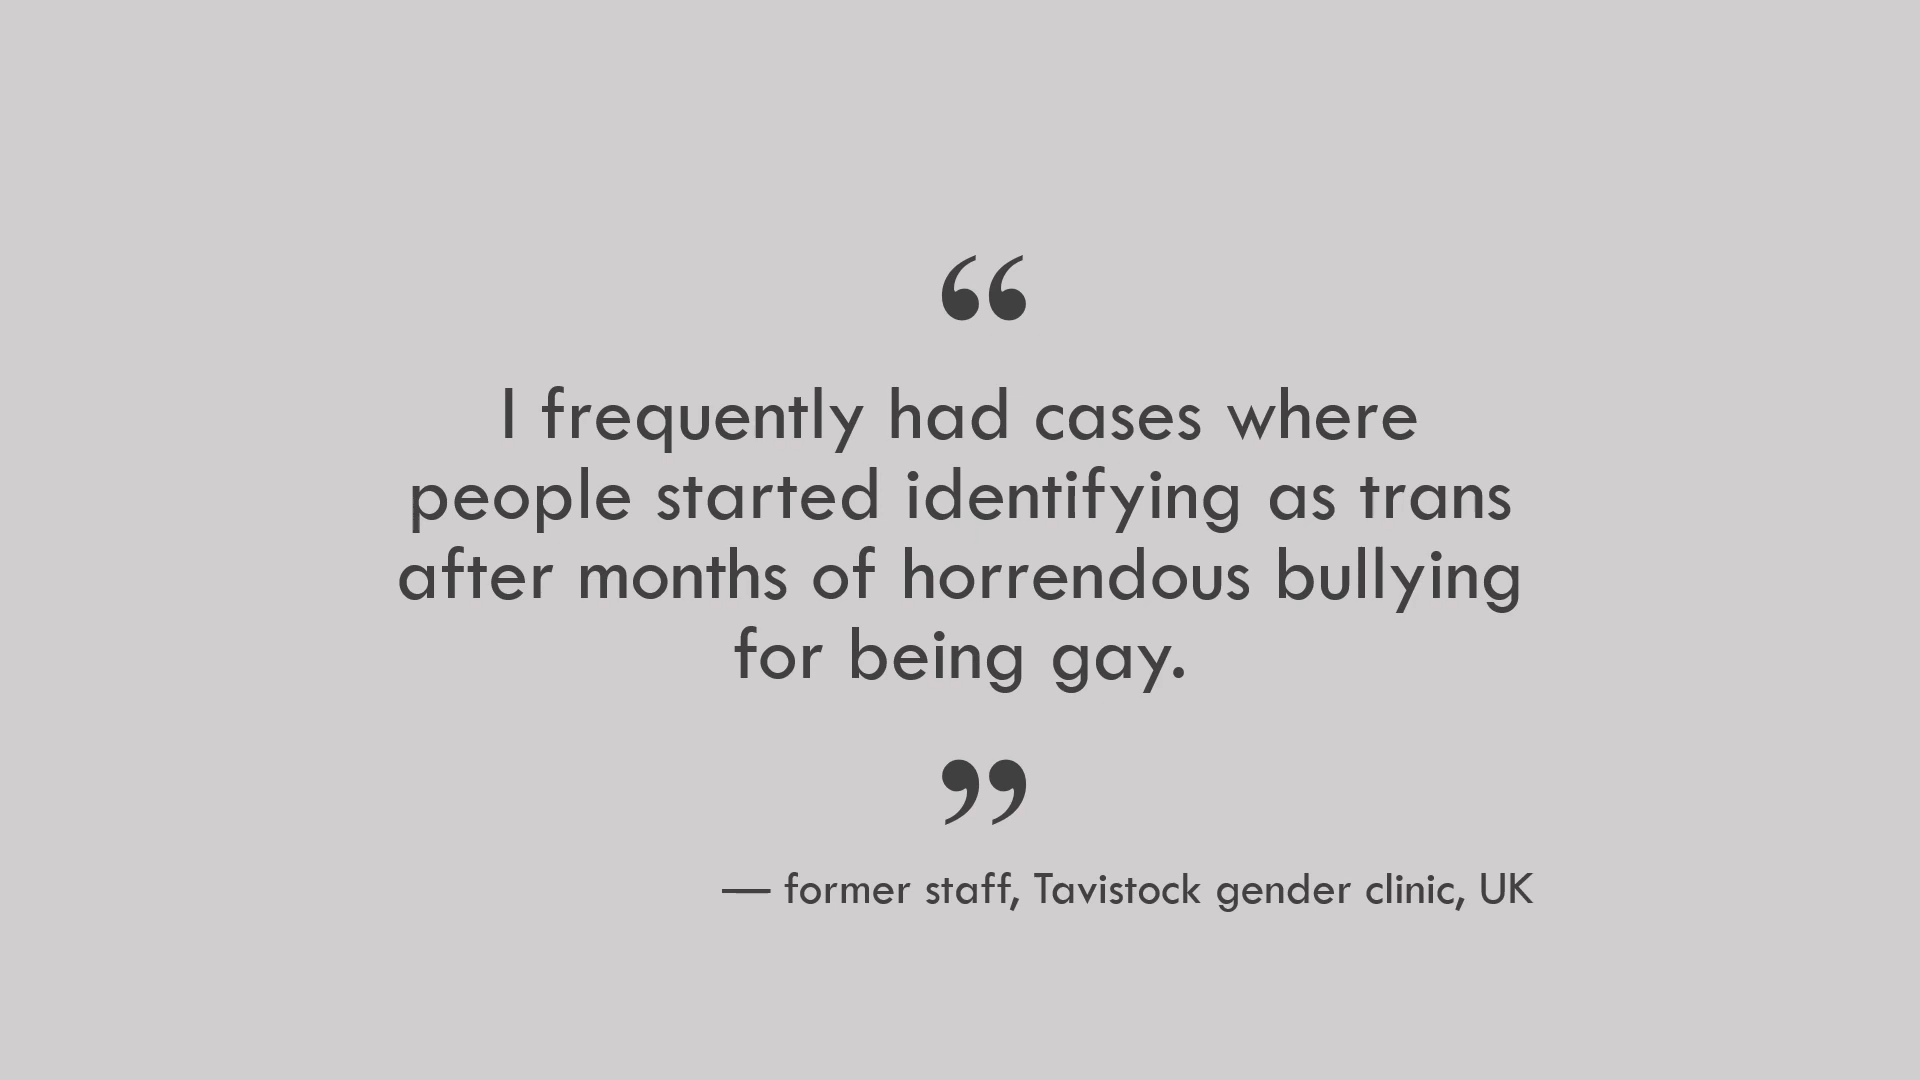 “
I frequently had cases where
people started identifying as trans
after months of horrendous bullying
for being gay.
”
— former staff, Tavistock gender clinic, UK